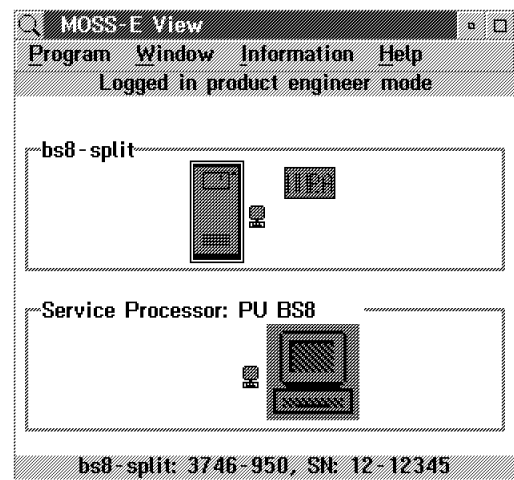 MOSS-E View
Program Window Information Help
Logged in product engineer mode
bs8-split
Service Processor: PU BS8
bs8-split: 3746-950, SN: 12-12345